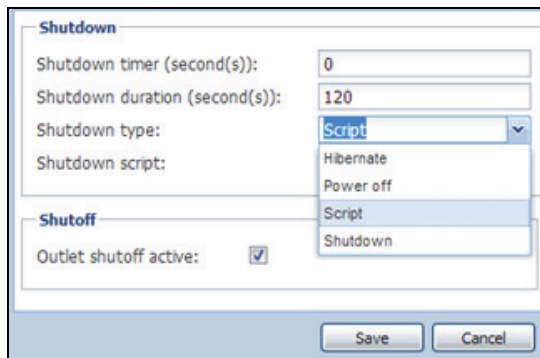 Shutdown
Shutdown timer (second(s)): 0
Shutdown duration (second(s)): 120
Shutdown type: Script
Shutdown script:
Hibernate
Power off
Script
Shutdown
Shutoff
Outlet shutoff active:
Save Cancel